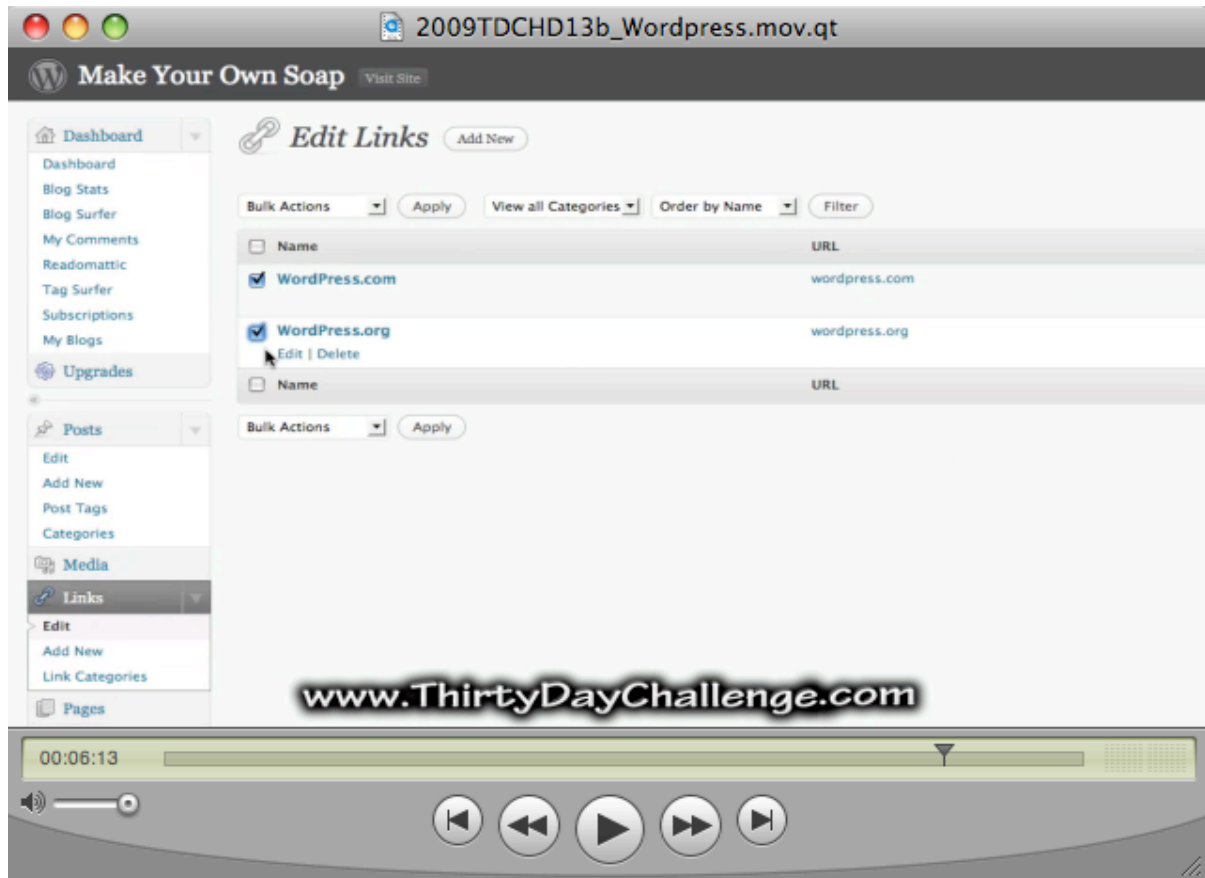 2009TDCHD13b_Wordpress.mov.qt
Make Your Own Soap Visit Site
Dashboard
Dashboard
Blog Stats
Blog Surfer
My Comments
Readomattic
Tag Surfer
Subscriptions
My Blogs
Upgrades
Posts
Edit
Add New
Post Tags
Categories
Media
Links
Edit
Add New
Link Categories
Pages
Edit Links Add New
Bulk Actions Apply View all Categories Order by Name Filter
Name URL
WordPress.com wordpress.com
WordPress.org wordpress.org
Edit | Delete
Name URL
Bulk Actions Apply
www.ThirtyDayChallenge.com
00:06:13